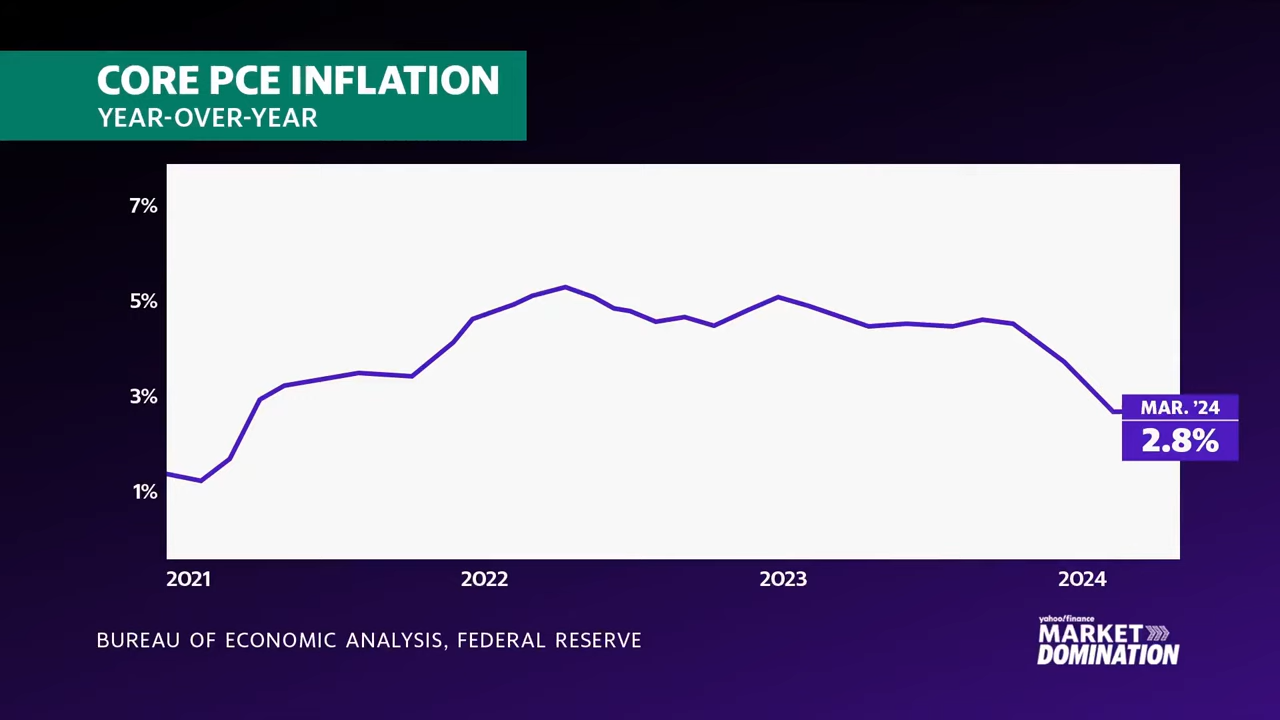 CORE PCE INFLATION
YEAR-OVER-YEAR
7%
5%
3%
1%
MAR. ’24
2.8%
2021
2022
2023
2024
BUREAU OF ECONOMIC ANALYSIS, FEDERAL RESERVE
yahoo/finance
MARKET
DOMINATION